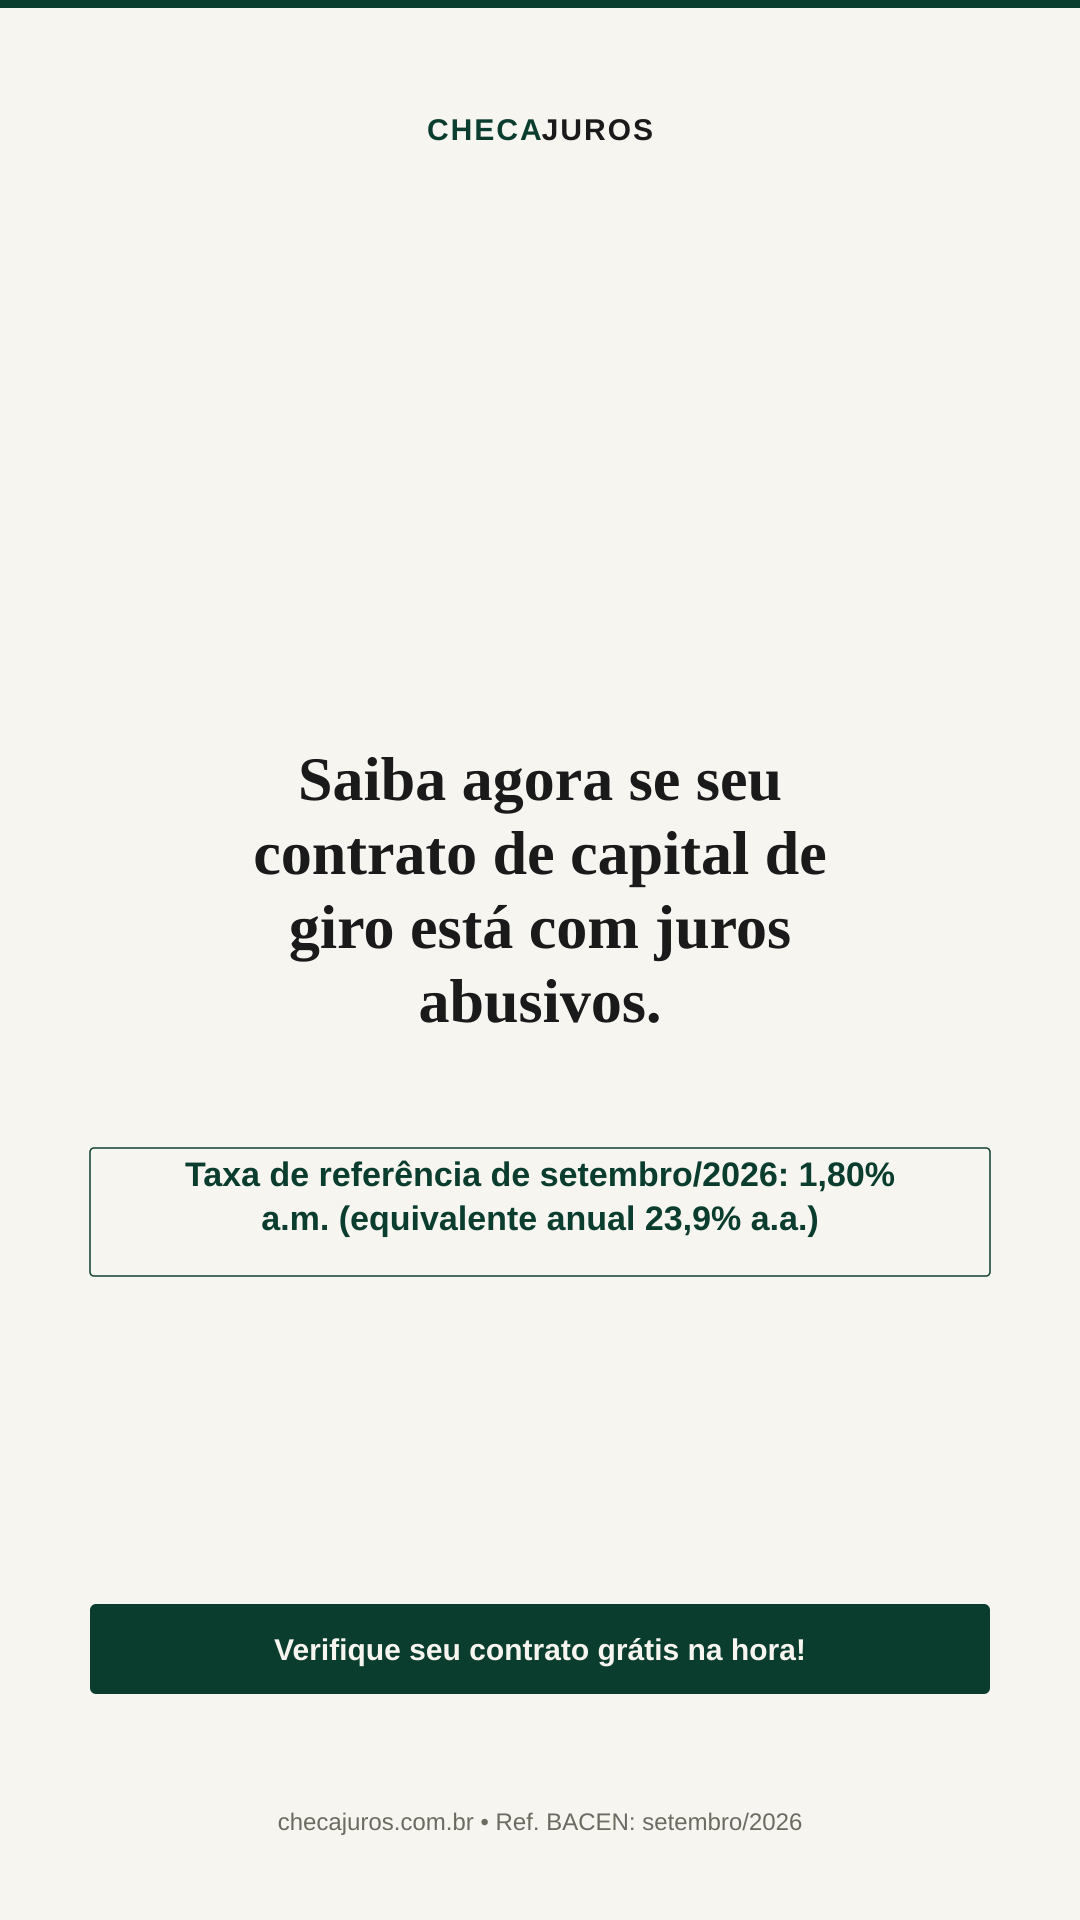 CHECAJUROS
Saiba agora se seu
contrato de capital de
giro está com juros
abusivos.
Taxa de referência de setembro/2026: 1,80%
a.m. (equivalente anual 23,9% a.a.)
Verifique seu contrato grátis na hora!
checajuros.com.br • Ref. BACEN: setembro/2026